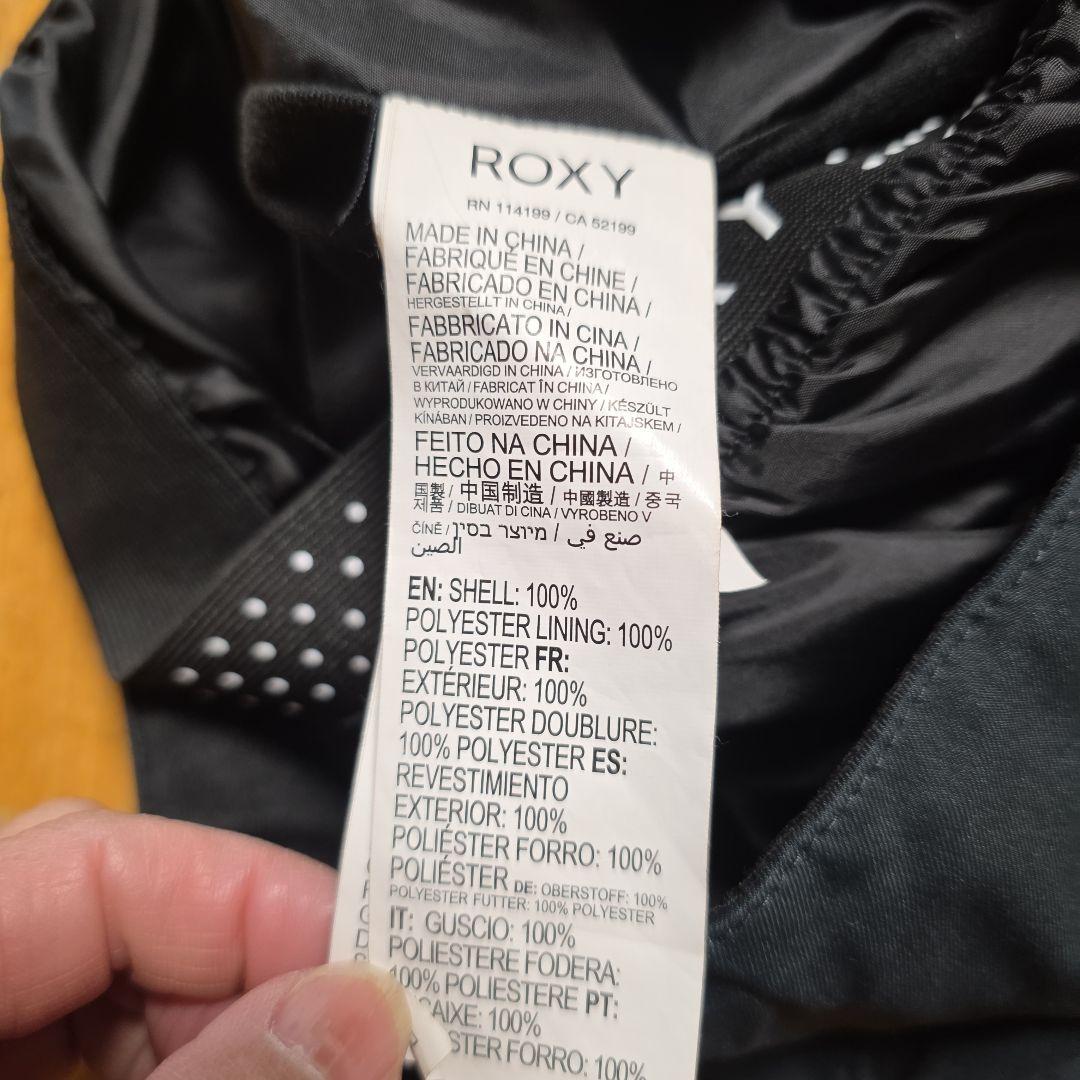 ROXY
RN 114199 / CA 52199
MADE IN CHINA /
FABRIQUÉ EN CHINE /
FABRICADO EN CHINA /
HERGESTELLT IN CHINA /
FABBRICATO IN CINA /
FABRICADO NA CHINA /
VERVAARDIGD IN CHINA / ИЗГОТОВЛЕНО
В КИТАЙ / FABRICAT ÎN CHINA /
WYPRODUKOWANO W CHINY / KÉSZÜLT
KÍNÁBAN / PROIZVEDENO NA KITAJSKEM /
FEITO NA CHINA /
HECHO EN CHINA / 中
国製 / 中国制造 / 中國製造 / 중국
제품 / DIBUAT DI CINA / VYROBENO V
ČÍNĚ / מיוצר בסין / صنع في
الصين
EN: SHELL: 100%
POLYESTER LINING: 100%
POLYESTER FR:
EXTÉRIEUR: 100%
POLYESTER DOUBLURE:
100% POLYESTER ES:
REVESTIMIENTO
EXTERIOR: 100%
POLIÉSTER FORRO: 100%
POLIÉSTER DE: OBERSTOFF: 100%
POLYESTER FUTTER: 100% POLYESTER
IT: GUSCIO: 100%
POLIESTERE FODERA:
100% POLIESTERE PT:
CAIXE: 100%
STER FORRO: 100%